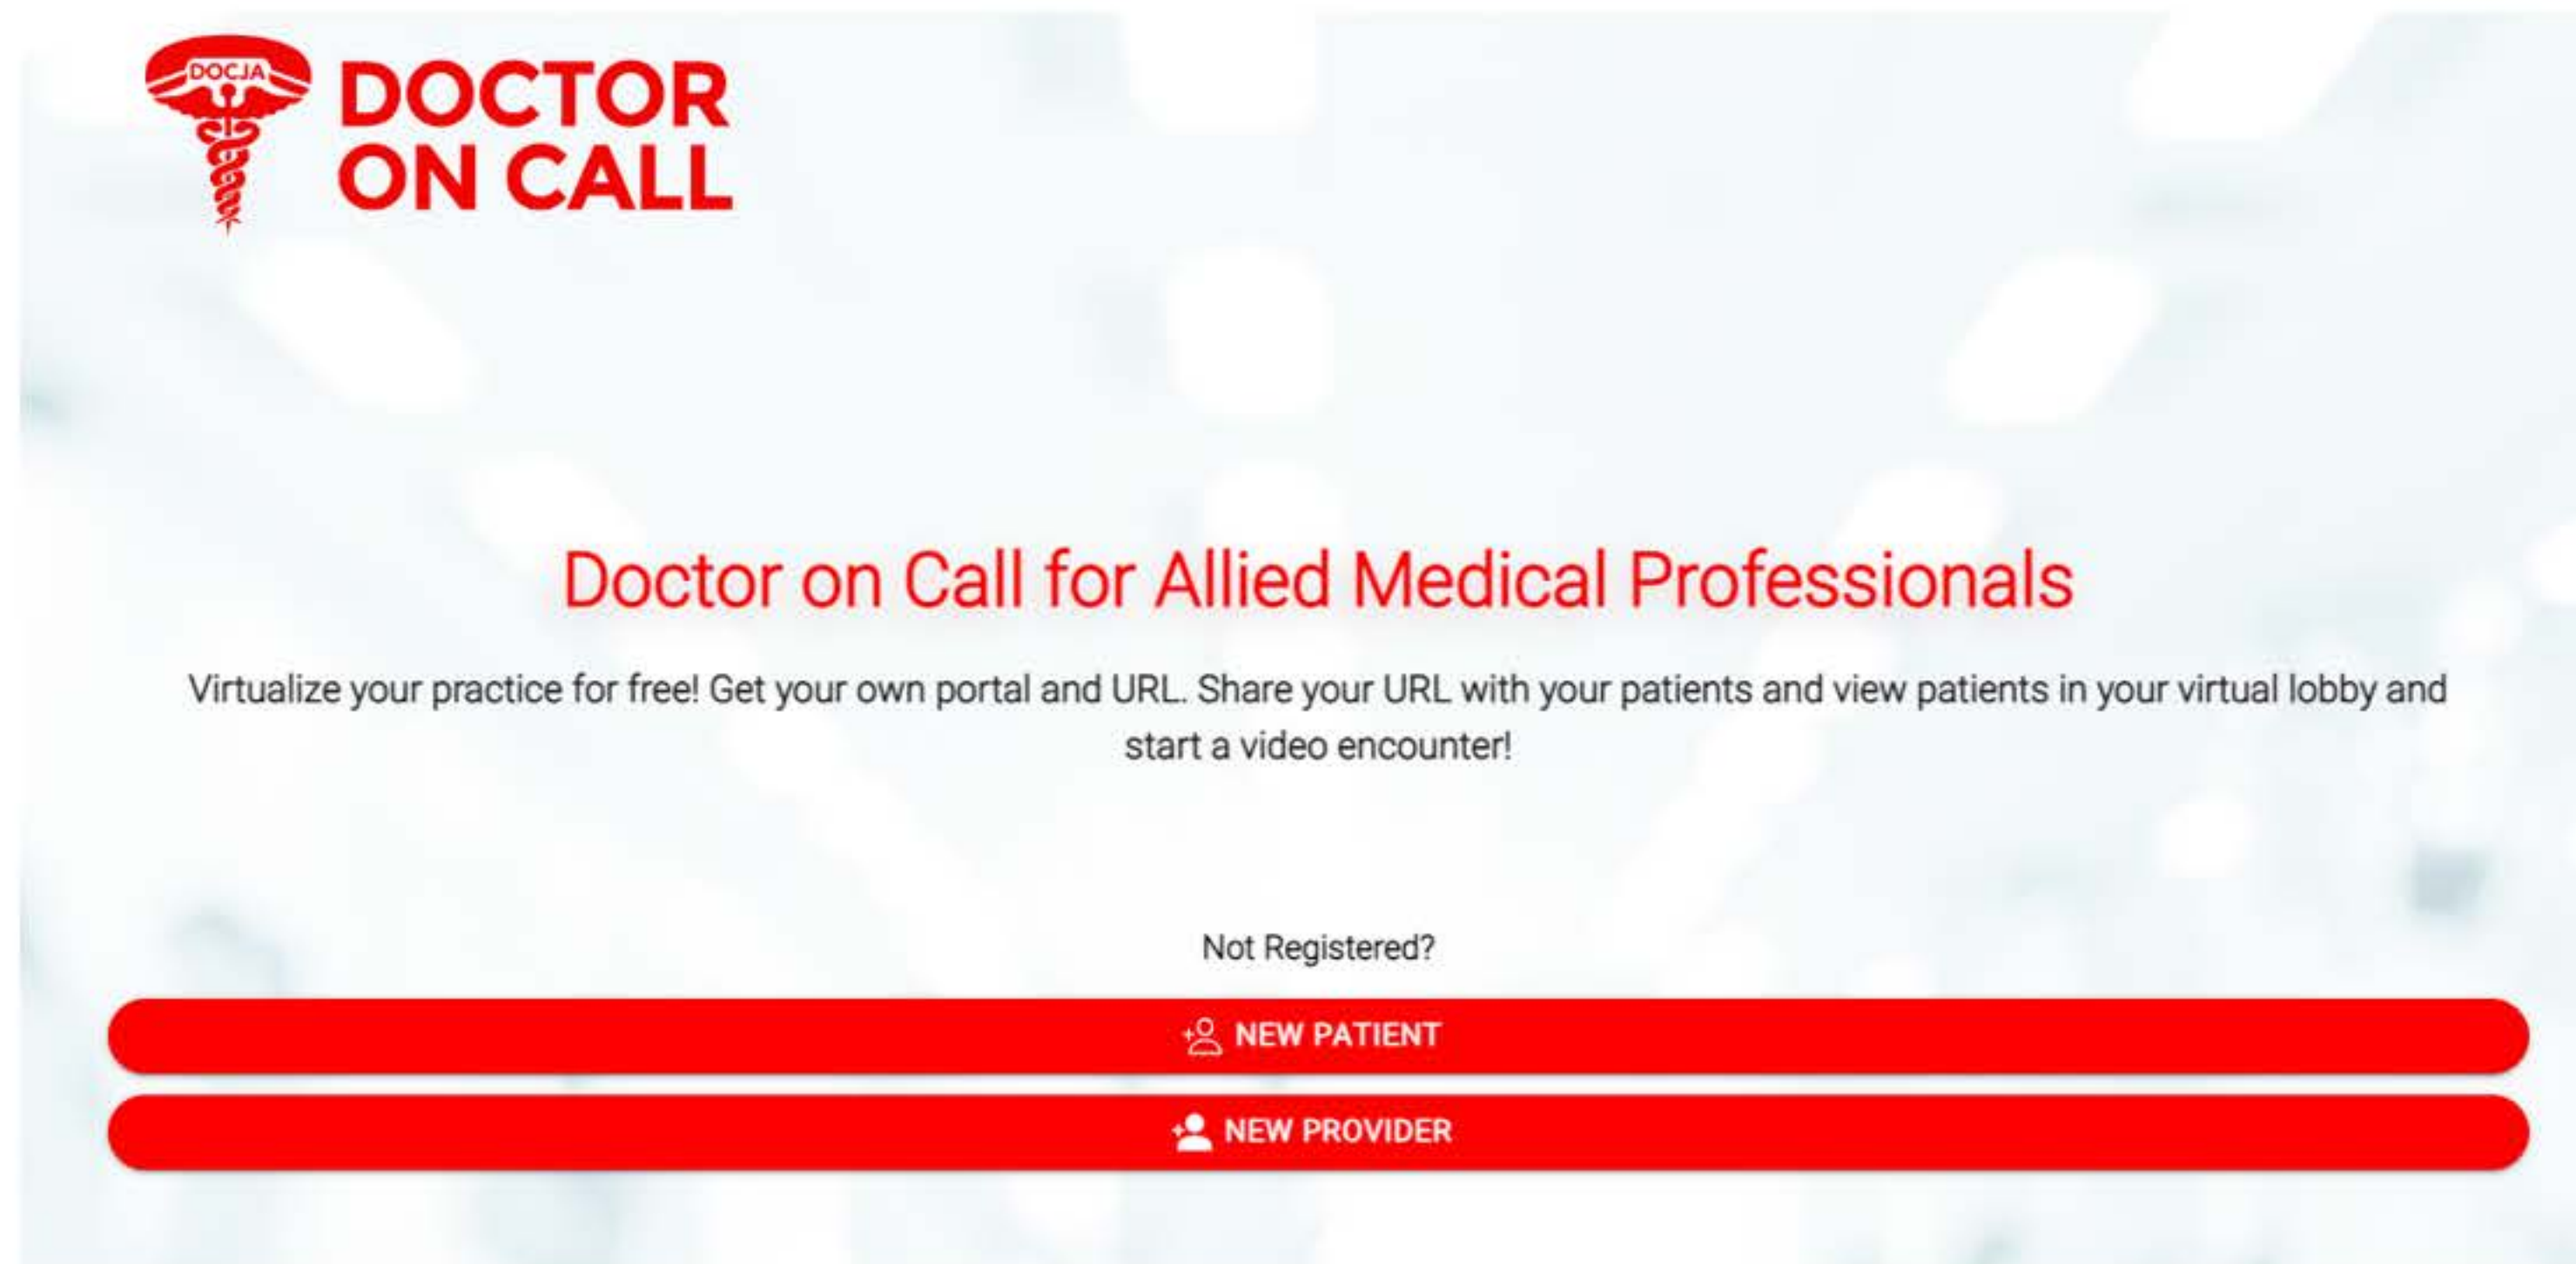 DOCJA
DOCTOR
ON CALL
Doctor on Call for Allied Medical Professionals
Virtualize your practice for free! Get your own portal and URL. Share your URL with your patients and view patients in your virtual lobby and
start a video encounter!
Not Registered?
NEW PATIENT
NEW PROVIDER